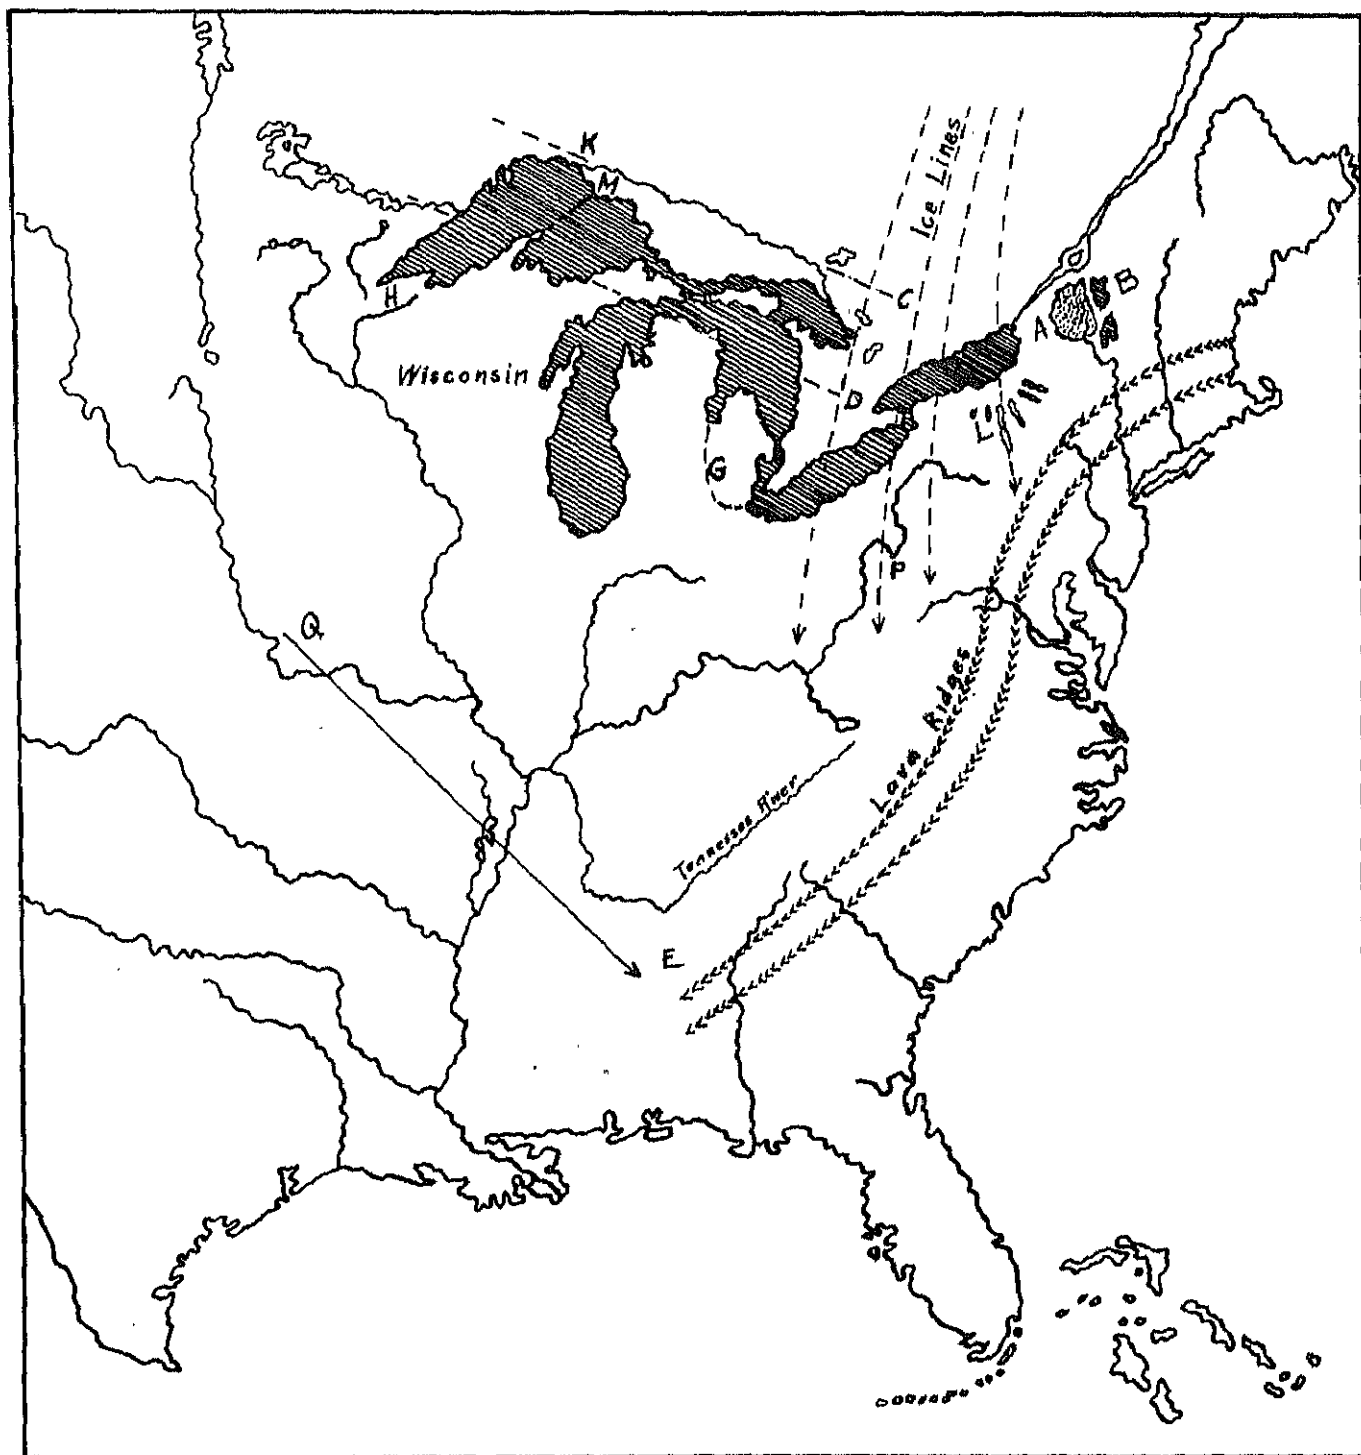 K
Ice Lines
M
C
B
H
A
Wisconsin
D
L
G
P
Q
Lava Ridges
Tennessee River
E